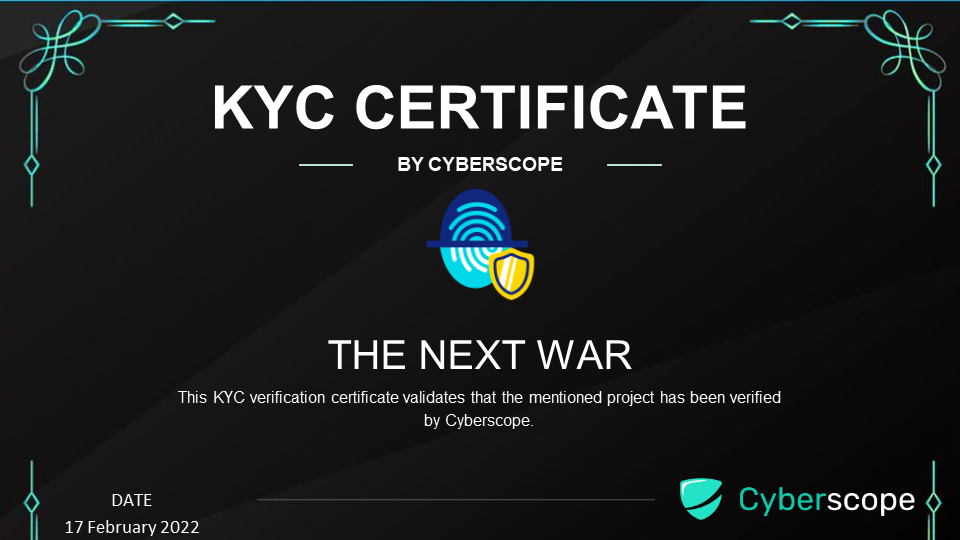 KYC CERTIFICATE
BY CYBERSCOPE
THE NEXT WAR
This KYC verification certificate validates that the mentioned project has been verified
by Cyberscope.
DATE
17 February 2022
Cyberscope